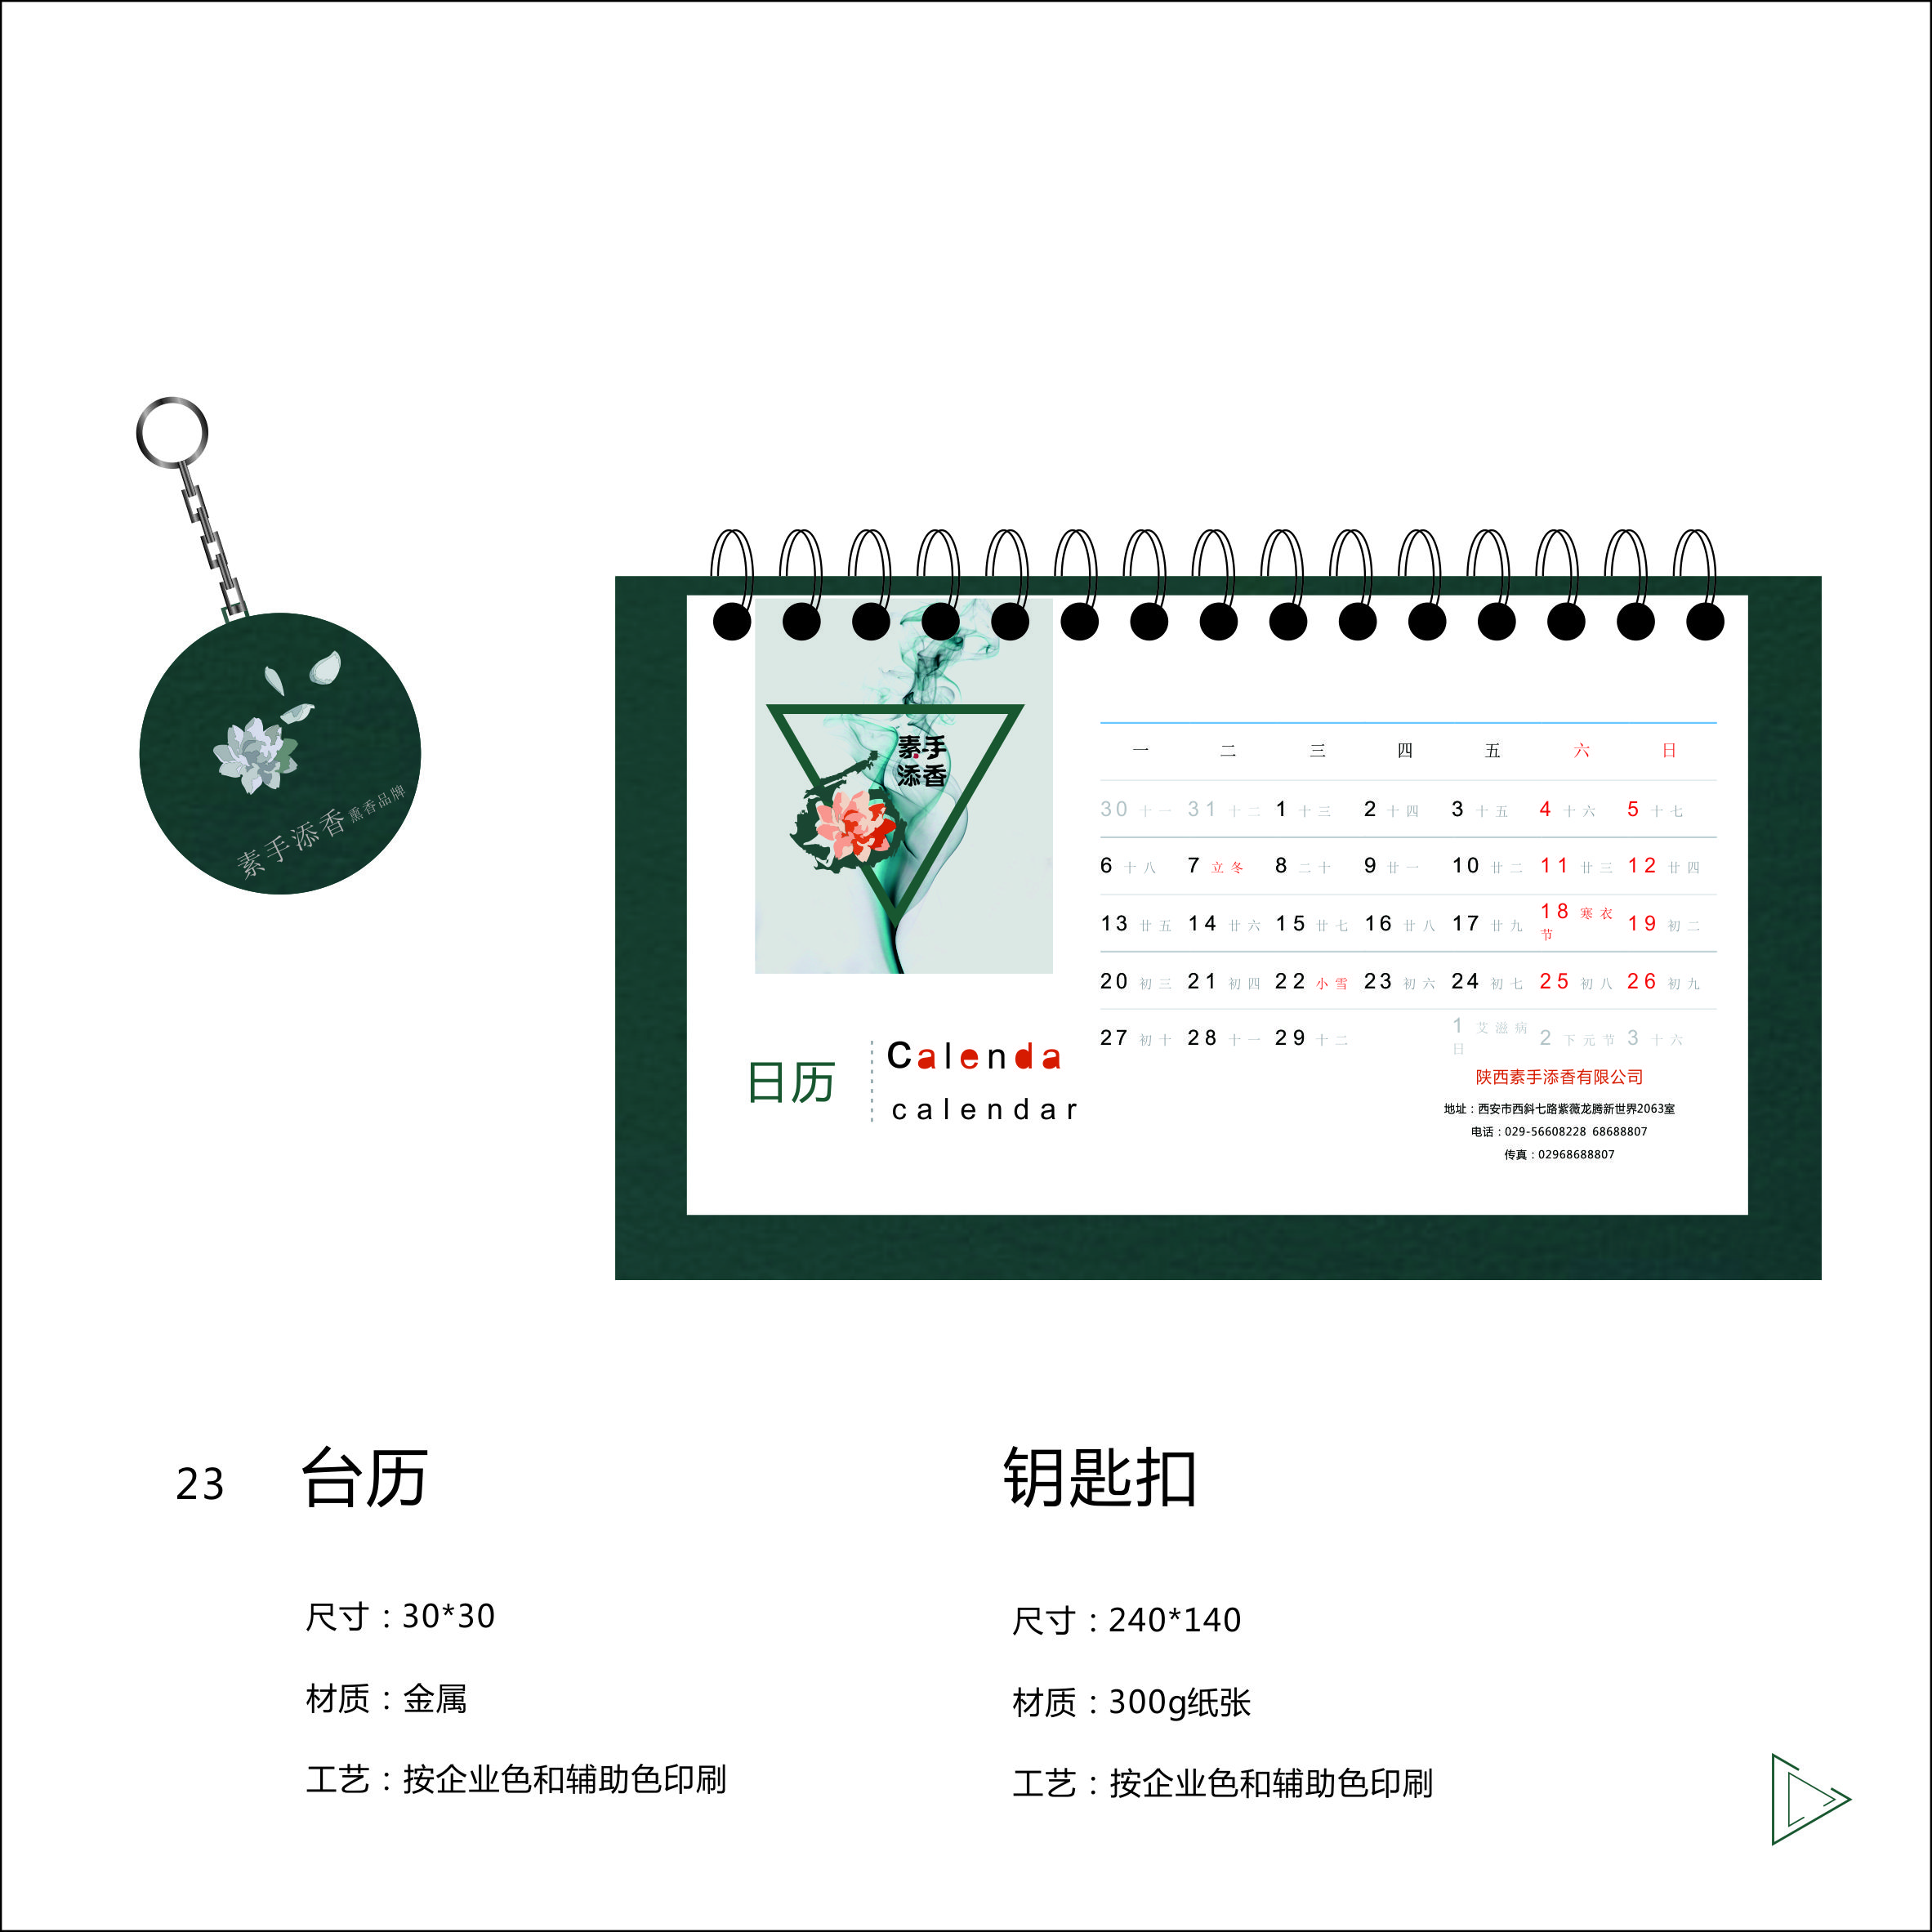 素手添香熏香品牌
素手
添香
一 二 三 四 五 六 日
30 十一 31 十二 1 十三 2 十四 3 十五 4 十六 5 十七
6 十八 7 立冬 8 二十 9 廿一 10 廿二 11 廿三 12 廿四
13 廿五 14 廿六 15 廿七 16 廿八 17 廿九 18 寒衣节 19 初二
20 初三 21 初四 22 小雪 23 初六 24 初七 25 初八 26 初九
27 初十 28 十一 29 十二 1 艾滋病日 2 下元节 3 十六
日历
Calenda
calendar
陕西素手添香有限公司
地址：西安市西斜七路紫薇龙腾新世界2063室
电话：029-56608228 68688807
传真：02968688807
23 台历
钥匙扣
尺寸：30*30
材质：金属
工艺：按企业色和辅助色印刷
尺寸：240*140
材质：300g纸张
工艺：按企业色和辅助色印刷